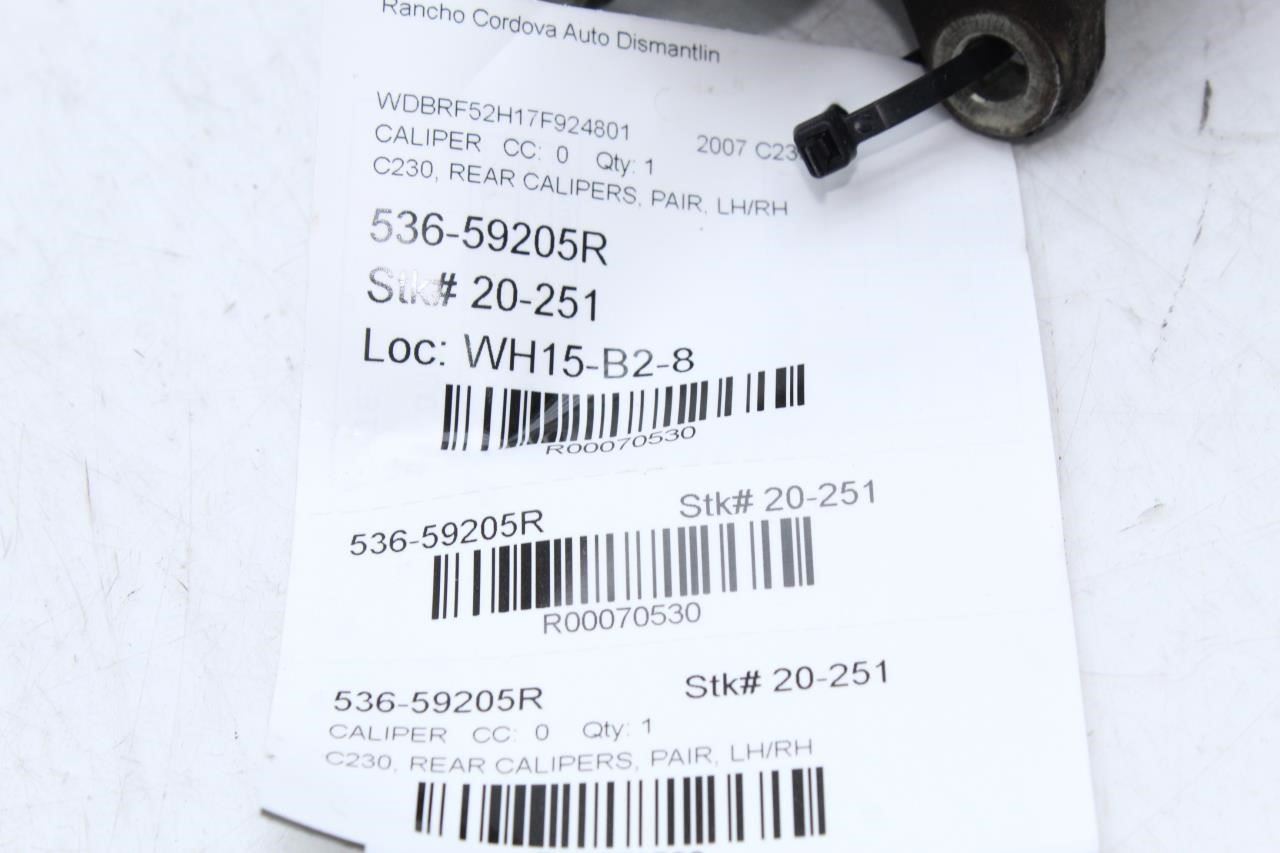 Rancho Cordova Auto Dismantlin
WDBRF52H17F924801 2007 C23
CALIPER CC: 0 Qty: 1
C230, REAR CALIPERS, PAIR, LH/RH
536-59205R
Stk# 20-251
Loc: WH15-B2-8
R00070530
536-59205R Stk# 20-251
R00070530
536-59205R Stk# 20-251
CALIPER CC: 0 Qty: 1
C230, REAR CALIPERS, PAIR, LH/RH